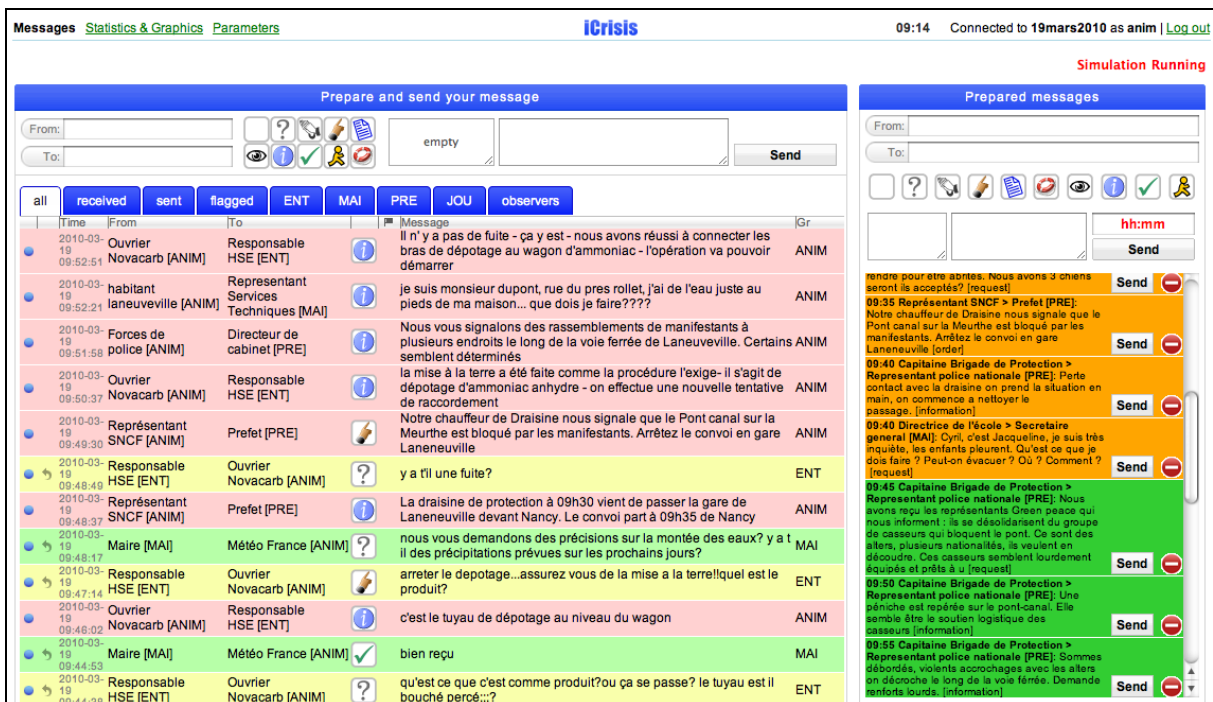 Messages Statistics & Graphics Parameters
iCrisis
09:14 Connected to 19mars2010 as anim | Log out
Simulation Running
Prepare and send your message
From:
To:
empty
Send
all received sent flagged ENT MAI PRE JOU observers
Time From To Message Gr
2010-03-19 09:52:51 Ouvrier Novacarb [ANIM] Responsable HSE [ENT] Il n' y a pas de fuite - ça y est - nous avons réussi à connecter les
bras de dépotage au wagon d'ammoniac - l'opération va pouvoir
démarrer ANIM
2010-03-19 09:52:21 habitant laneuveville [ANIM] Representant Services Techniques [MAI] je suis monsieur dupont, rue du pres rollet, j'ai de l'eau juste au
pieds de ma maison... que dois je faire???? ANIM
2010-03-19 09:51:58 Forces de police [ANIM] Directeur de cabinet [PRE] Nous vous signalons des rassemblements de manifestants à
plusieurs endroits le long de la voie ferrée de Laneuveville. Certains
semblent déterminés ANIM
2010-03-19 09:50:37 Ouvrier Novacarb [ANIM] Responsable HSE [ENT] la mise à la terre a été faite comme la procédure l'exige- il s'agit de
dépotage d'ammoniac anhydre - on effectue une nouvelle tentative
de raccordement ANIM
2010-03-19 09:49:30 Représentant SNCF [ANIM] Prefet [PRE] Notre chauffeur de Draisine nous signale que le Pont canal sur la
Meurthe est bloqué par les manifestants. Arrêtez le convoi en gare
Laneneuville ANIM
2010-03-19 09:48:49 Responsable HSE [ENT] Ouvrier Novacarb [ANIM] y a t'il une fuite? ENT
2010-03-19 09:48:37 Représentant SNCF [ANIM] Prefet [PRE] La draisine de protection à 09h30 vient de passer la gare de
Laneneuville devant Nancy. Le convoi part à 09h35 de Nancy ANIM
2010-03-19 09:48:17 Maire [MAI] Météo France [ANIM] nous vous demandons des précisions sur la montée des eaux? y a t
il des précipitations prévues sur les prochains jours? MAI
2010-03-19 09:47:14 Responsable HSE [ENT] Ouvrier Novacarb [ANIM] arreter le depotage...assurez vous de la mise a la terre!!quel est le
produit? ENT
2010-03-19 09:46:02 Ouvrier Novacarb [ANIM] Responsable HSE [ENT] c'est le tuyau de dépotage au niveau du wagon ANIM
2010-03-19 09:44:53 Maire [MAI] Météo France [ANIM] bien reçu MAI
2010-03-19 09:44:38 Responsable HSE [ENT] Ouvrier Novacarb [ANIM] qu'est ce que c'est comme produit?ou ça se passe? le tuyau est il
bouché percé;;;? ENT
Prepared messages
From:
To:
hh:mm
Send
rendre pour être abrités. Nous avons 3 chiens
seront ils acceptés? [request] Send
09:35 Représentant SNCF > Prefet [PRE]:
Notre chauffeur de Draisine nous signale que le
Pont canal sur la Meurthe est bloqué par les
manifestants. Arrêtez le convoi en gare
Laneneuville [order] Send
09:40 Capitaine Brigade de Protection >
Representant police nationale [PRE]: Perte
contact avec la draisine on prend la situation en
main, on commence a nettoyer le
passage. [information] Send
09:40 Directrice de l'école > Secretaire
general [MAI]: Cyril, c'est Jacqueline, je suis très
inquiète, les enfants pleurent. Qu'est ce que je
dois faire ? Peut-on évacuer ? Où ? Comment ?
[request] Send
09:45 Capitaine Brigade de Protection >
Representant police nationale [PRE]: Nous
avons reçu les représentants Green peace qui
nous informent : ils se désolidarisent du groupe
de casseurs qui bloquent le pont. Ce sont des
alters, plusieurs nationalités, ils veulent en
découdre. Ces casseurs semblent lourdement
équipés et prêts à u [request] Send
09:50 Capitaine Brigade de Protection >
Representant police nationale [PRE]: Une
péniche est repérée sur le pont-canal. Elle
semble être le soutien logistique des
casseurs [information] Send
09:55 Capitaine Brigade de Protection >
Representant police nationale [PRE]: Sommes
débordés, violents accrochages avec les alters
on décroche le long de la voie férrée. Demande
renforts lourds. [information] Send